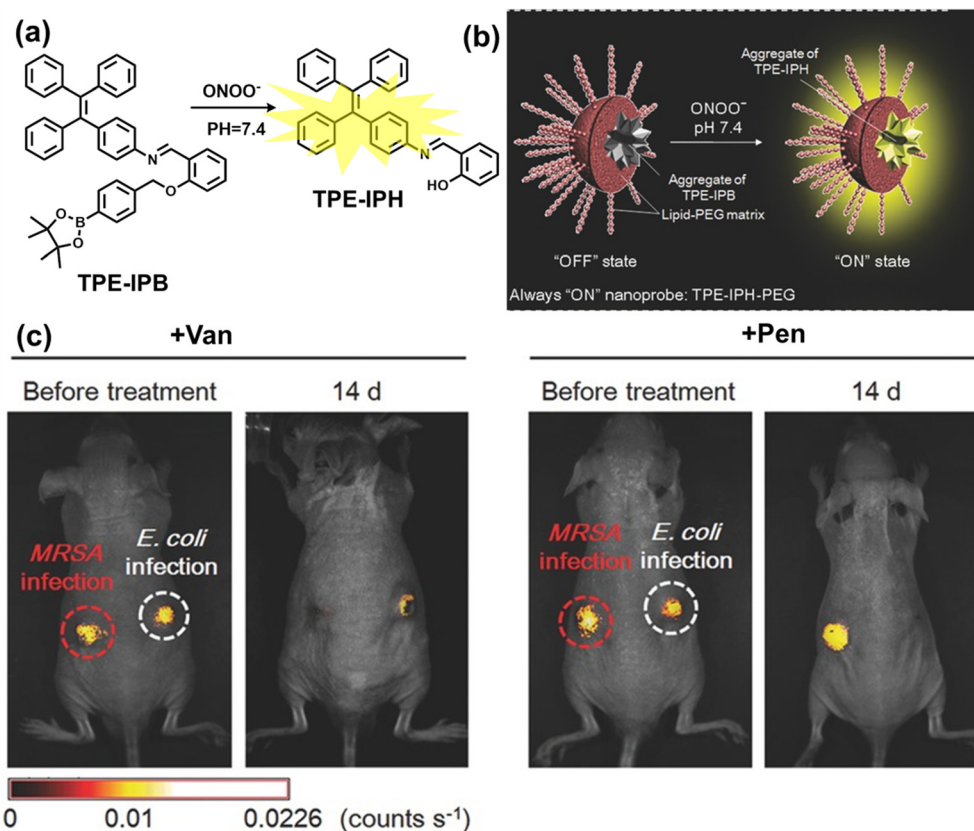 (a)
ONOO⁻
PH=7.4
N
O
O
B
O
TPE-IPB
N
HO
TPE-IPH
(b)
Aggregate of
TPE-IPH
ONOO⁻
pH 7.4
Aggregate of
TPE-IPB
Lipid-PEG matrix
"OFF" state
"ON" state
Always "ON" nanoprobe: TPE-IPH-PEG
(c)
+Van
+Pen
Before treatment
14 d
Before treatment
14 d
MRSA
infection
E. coli
infection
MRSA
infection
E. coli
infection
0
0.01
0.0226
(counts s⁻¹)